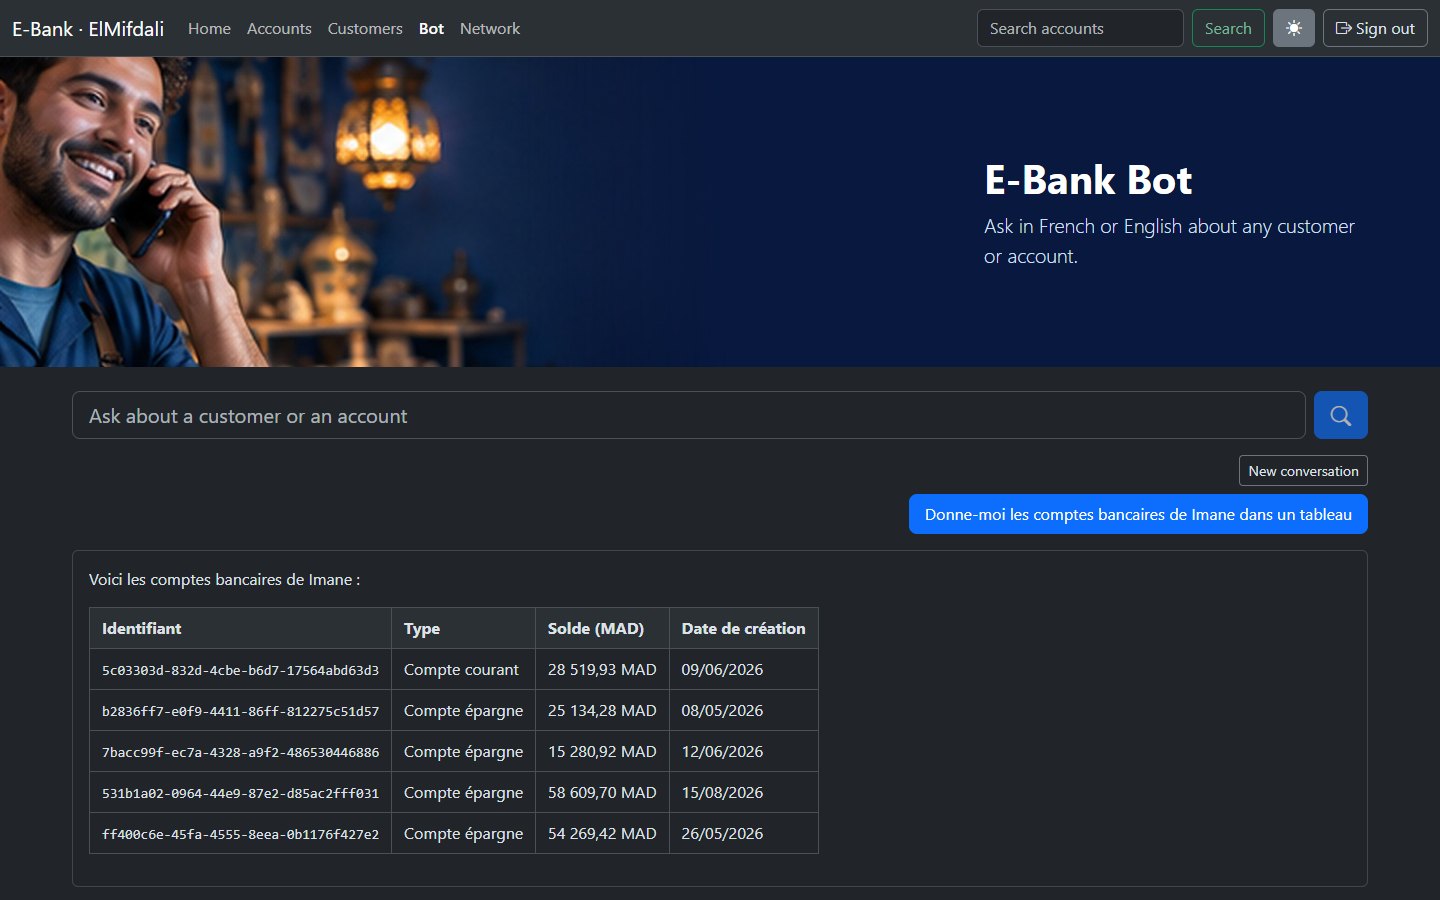 E-Bank · ElMifdali Home Accounts Customers Bot Network Search accounts Search Sign out
E-Bank Bot
Ask in French or English about any customer
or account.
Ask about a customer or an account
New conversation
Donne-moi les comptes bancaires de Imane dans un tableau
Voici les comptes bancaires de Imane :
Identifiant Type Solde (MAD) Date de création
5c03303d-832d-4cbe-b6d7-17564abd63d3 Compte courant 28 519,93 MAD 09/06/2026
b2836ff7-e0f9-4411-86ff-812275c51d57 Compte épargne 25 134,28 MAD 08/05/2026
7bacc99f-ec7a-4328-a9f2-486530446886 Compte épargne 15 280,92 MAD 12/06/2026
531b1a02-0964-44e9-87e2-d85ac2fff031 Compte épargne 58 609,70 MAD 15/08/2026
ff400c6e-45fa-4555-8eea-0b1176f427e2 Compte épargne 54 269,42 MAD 26/05/2026